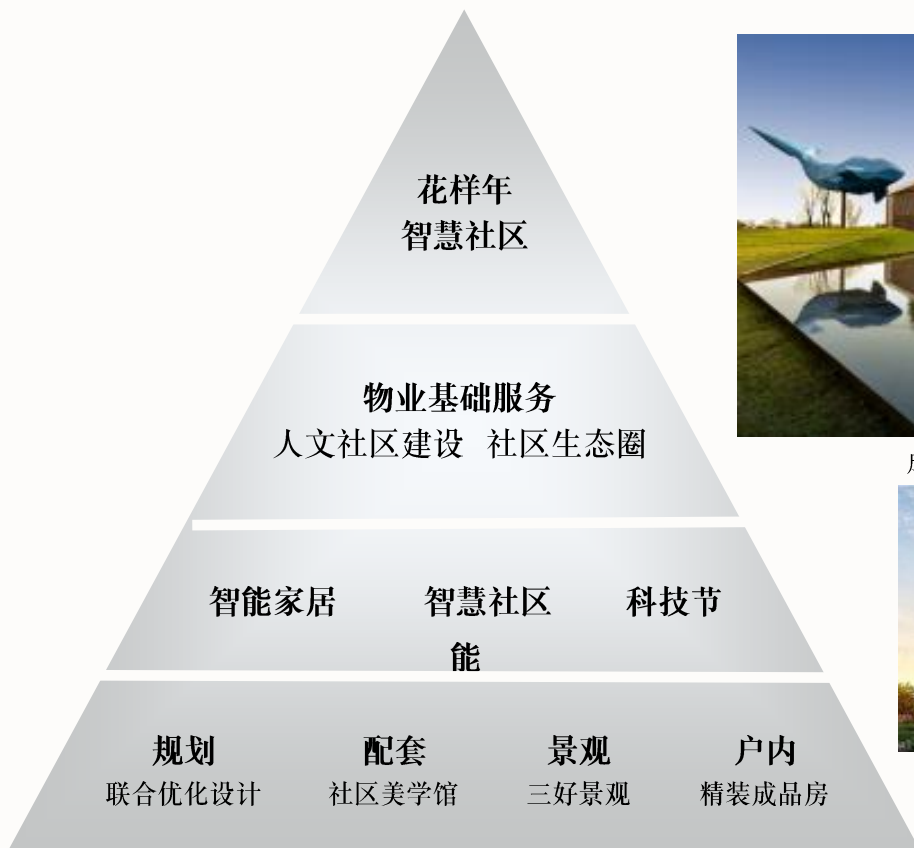 花样年
智慧社区
物业基础服务
人文社区建设 社区生态圈
智能家居 智慧社区 科技节
能
规划 配套 景观 户内
联合优化设计 社区美学馆 三好景观 精装成品房